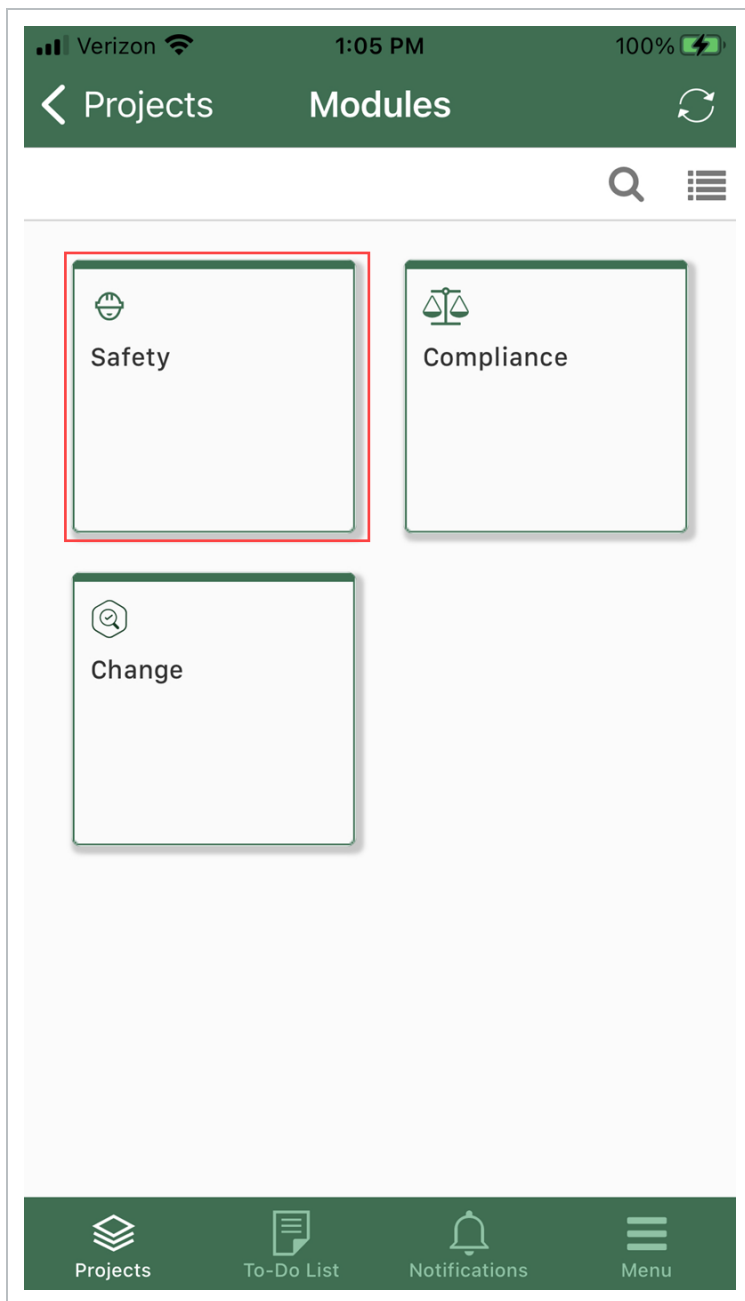 Verizon 1:05 PM 100%
Projects Modules
Safety Compliance
Change
Projects To-Do List Notifications Menu